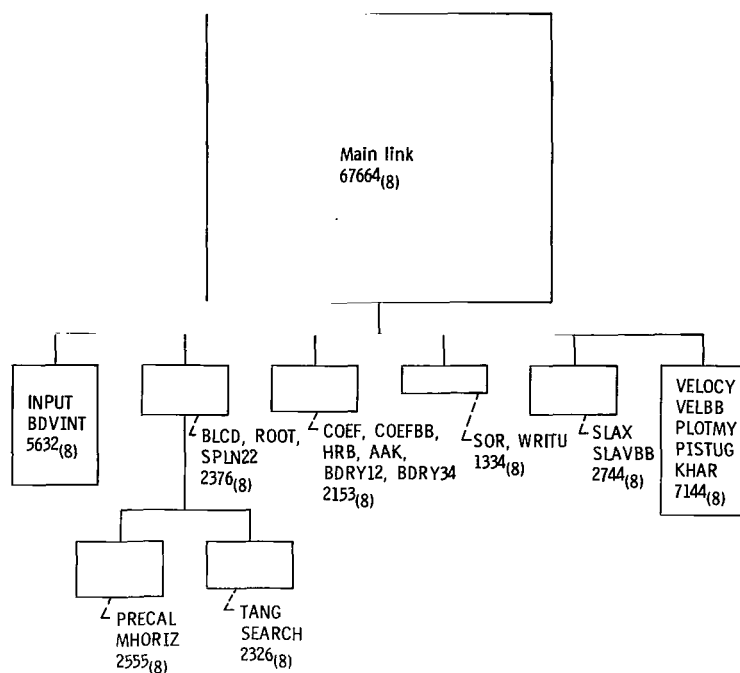 Main link
67664(8)
INPUT
BDVINT
5632(8)
BLCD, ROOT,
SPLN22
2376(8)
COEF, COEFBB,
HRB, AAK,
BDRY12, BDRY34
2153(8)
SOR, WRITU
1334(8)
SLAX
SLAVBB
2744(8)
VELOCY
VELBB
PLOTMY
PISTUG
KHAR
7144(8)
PRECAL
MHORIZ
2555(8)
TANG
SEARCH
2326(8)